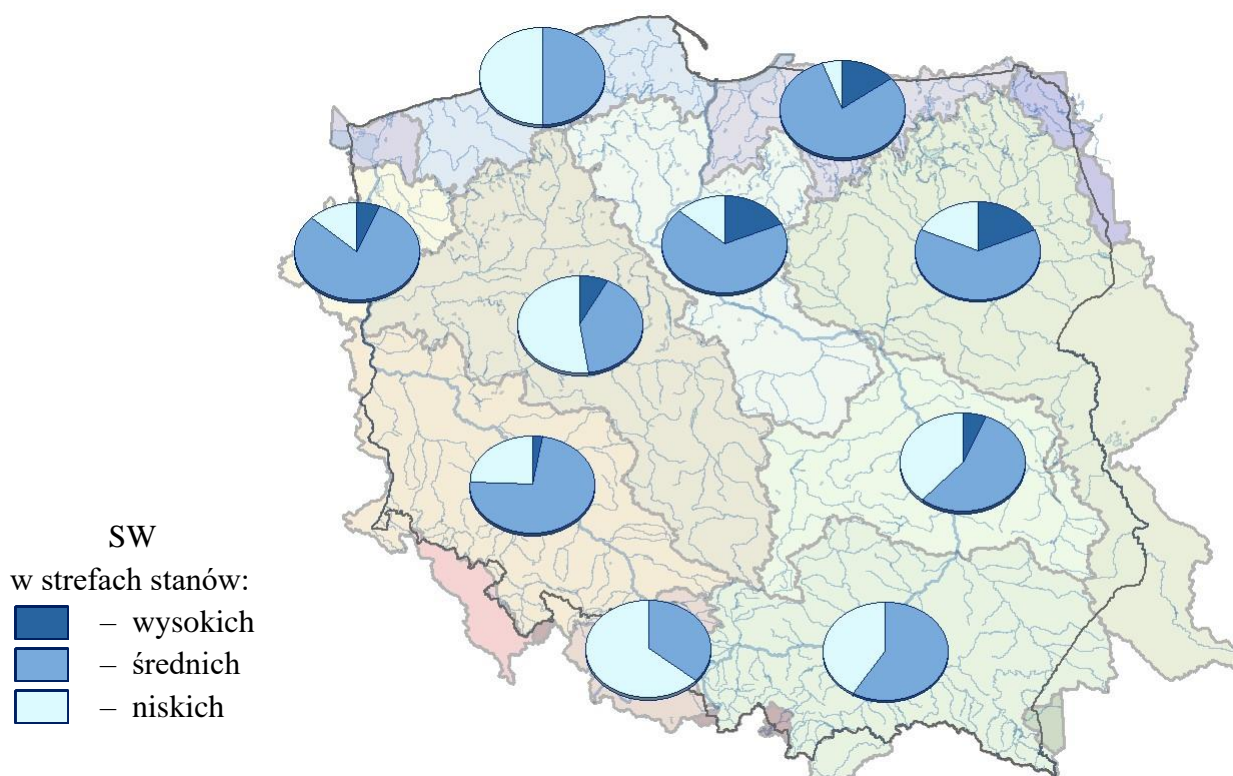 SW
w strefach stanów:
– wysokich
– średnich
– niskich